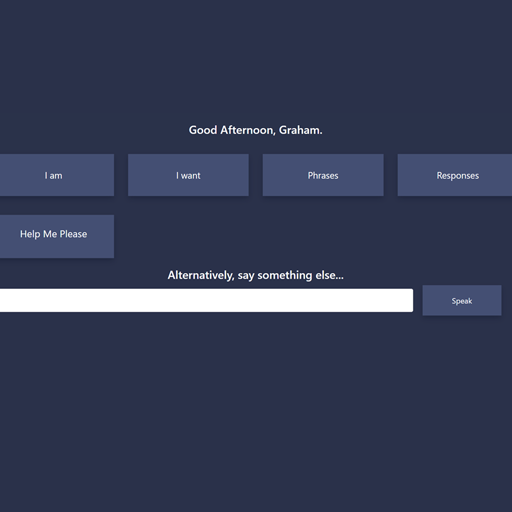 Good Afternoon, Graham.
I am
I want
Phrases
Responses
Help Me Please
Alternatively, say something else...
Speak